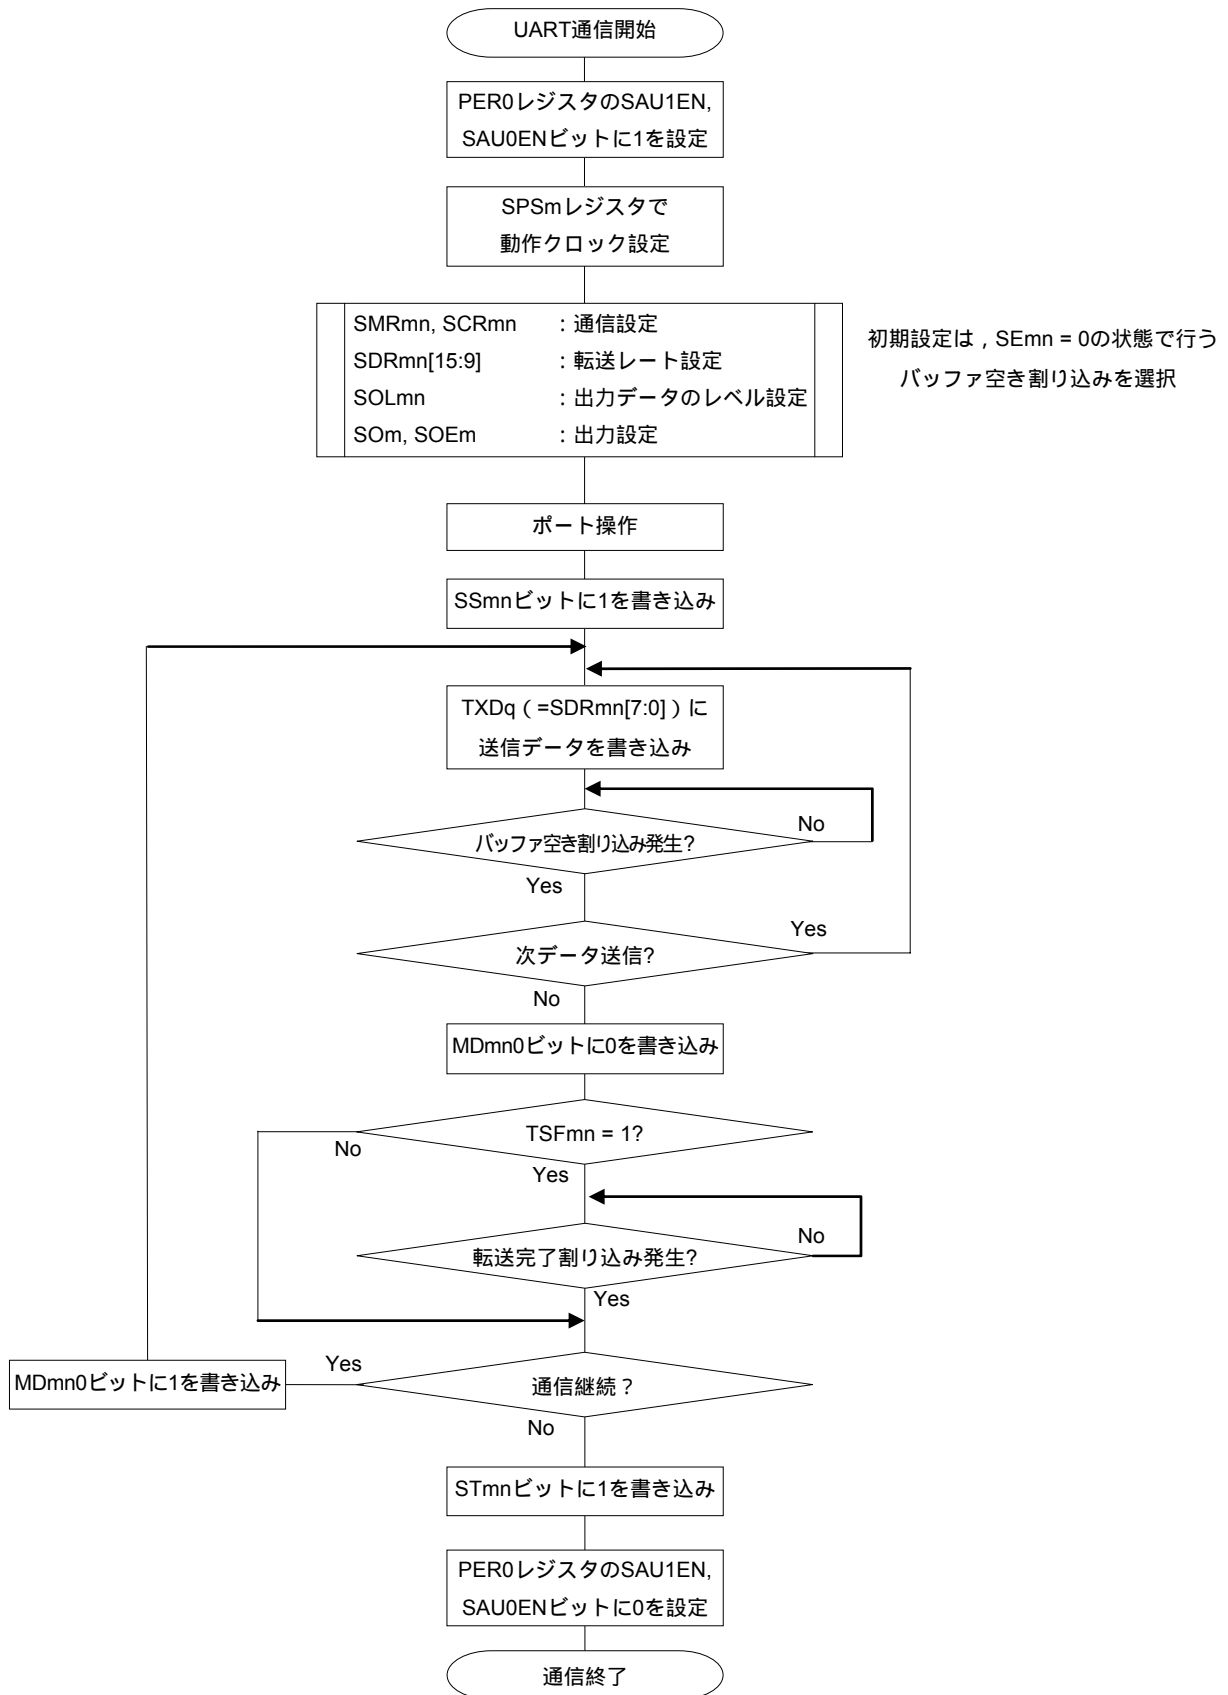 UART通信開始
PER0レジスタのSAU1EN,
SAU0ENビットに1を設定
SPSmレジスタで
動作クロック設定
SMRmn, SCRmn ：通信設定
SDRmn[15:9] ：転送レート設定
SOLmn ：出力データのレベル設定
SOm, SOEm ：出力設定
初期設定は，SEmn = 0の状態で行う
バッファ空き割り込みを選択
ポート操作
SSmnビットに1を書き込み
TXDq（=SDRmn[7:0]）に
送信データを書き込み
No
バッファ空き割り込み発生?
Yes
Yes
次データ送信?
No
MDmn0ビットに0を書き込み
TSFmn = 1?
No
Yes
No
転送完了割り込み発生?
Yes
Yes
MDmn0ビットに1を書き込み
通信継続？
No
STmnビットに1を書き込み
PER0レジスタのSAU1EN,
SAU0ENビットに0を設定
通信終了